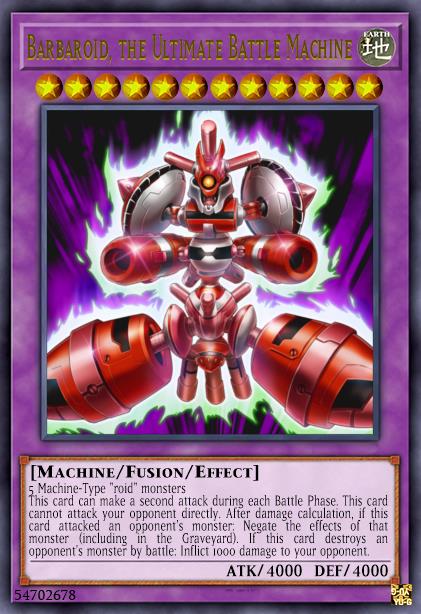 Barbaroid, the Ultimate Battle Machine
EARTH
地
[Machine/Fusion/Effect]
5 Machine-Type "roid" monsters
This card can make a second attack during each Battle Phase. This card
cannot attack your opponent directly. After damage calculation, if this
card attacked an opponent's monster: Negate the effects of that
monster (including in the Graveyard). If this card destroys an
opponent's monster by battle: Inflict 1000 damage to your opponent.
ATK/4000 DEF/4000
54702678